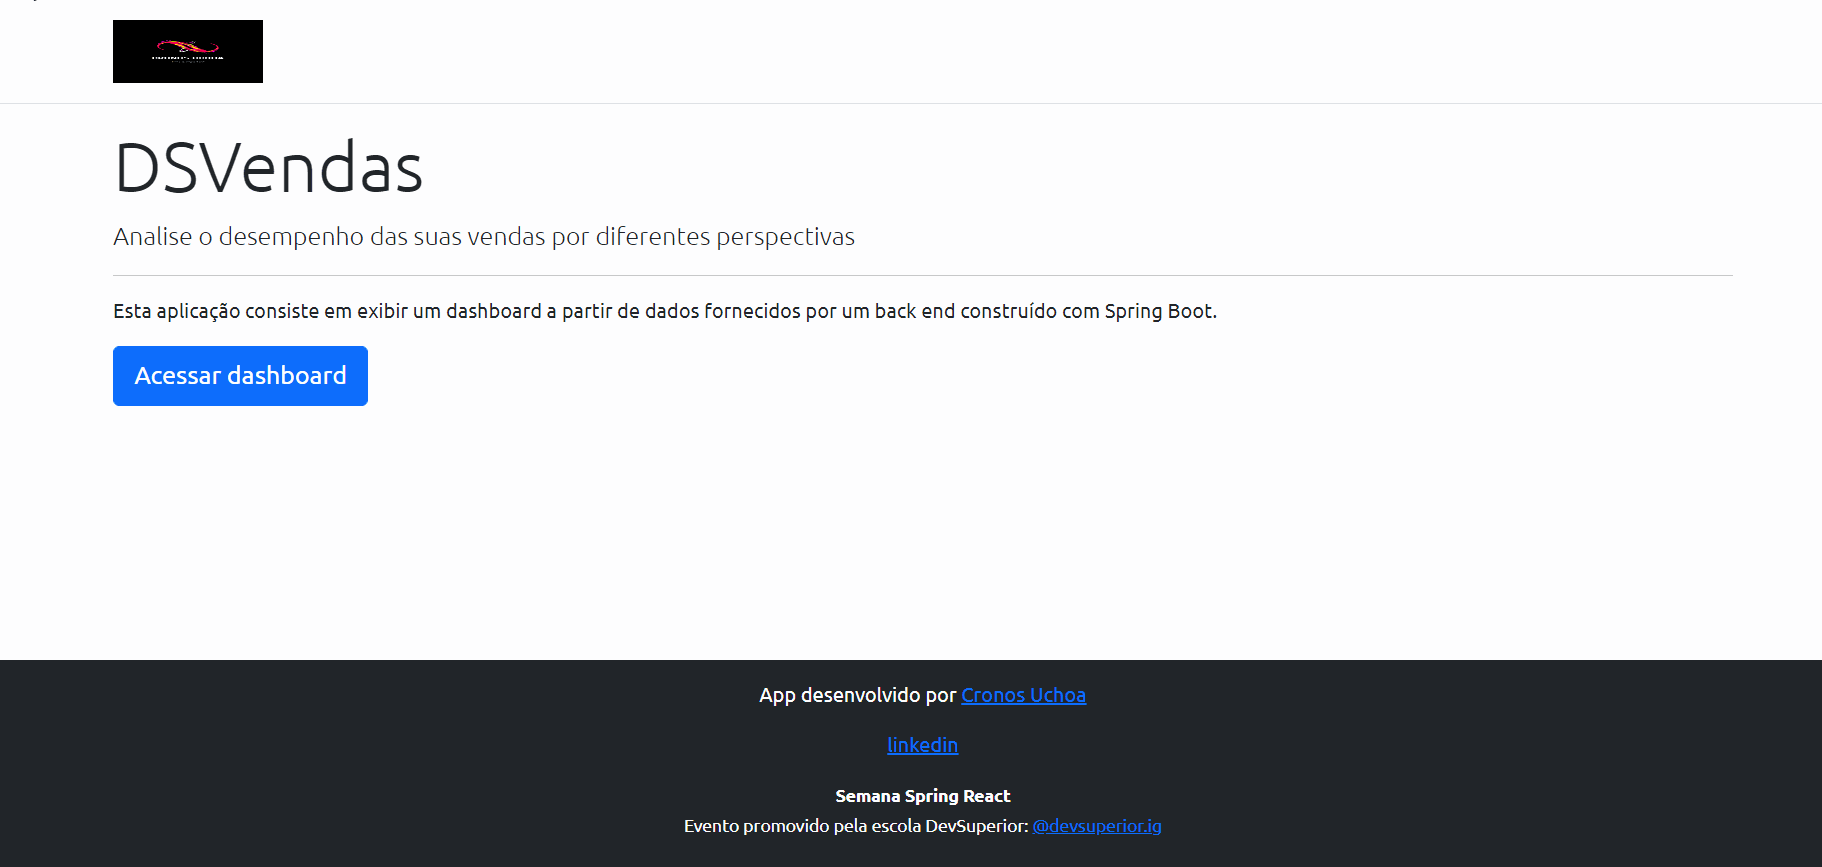 DSVendas
Analise o desempenho das suas vendas por diferentes perspectivas
Esta aplicação consiste em exibir um dashboard a partir de dados fornecidos por um back end construído com Spring Boot.
Acessar dashboard
App desenvolvido por Cronos Uchoa
linkedin
Semana Spring React
Evento promovido pela escola DevSuperior: @devsuperior.ig